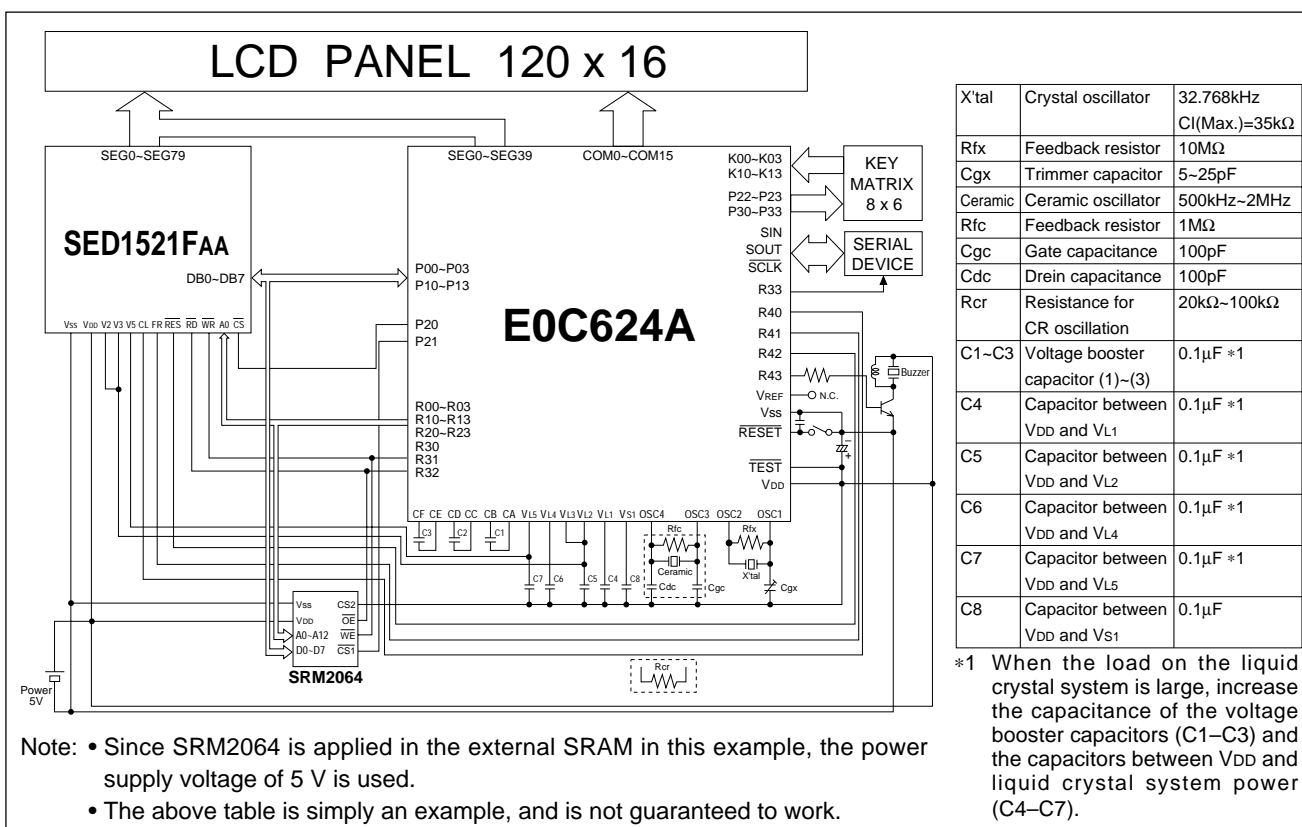 LCD PANEL 120 x 16
SEG0~SEG79
SEG0~SEG39
COM0~COM15
SED1521FAA
DB0~DB7
Vss VDD V2 V3 V5 CL FR RES RD WR A0 CS
E0C624A
P00~P03
P10~P13
P20
P21
R00~R03
R10~R13
R20~R23
R30
R31
R32
K00~K03
K10~K13
P22~P23
P30~P33
SIN
SOUT
SCLK
R33
R40
R41
R42
R43
VREF
Vss
RESET
TEST
VDD
KEY
MATRIX
8 x 6
SERIAL
DEVICE
Buzzer
N.C.
−
+
CF CE CD CC CB CA VL5 VL4 VL3 VL2 VL1 VS1 OSC4 OSC3 OSC2 OSC1
C3
C2
C1
Rfc
Rfx
Ceramic
X'tal
C7
C6
C5
C4
C8
Cdc
Cgc
Cgx
Vss CS2
VDD OE
A0~A12 WE
D0~D7 CS1
SRM2064
Rcr
Power
5V
Note: • Since SRM2064 is applied in the external SRAM in this example, the power
supply voltage of 5 V is used.
• The above table is simply an example, and is not guaranteed to work.
X'tal Crystal oscillator 32.768kHz
CI(Max.)=35kΩ
Rfx Feedback resistor 10MΩ
Cgx Trimmer capacitor 5~25pF
Ceramic Ceramic oscillator 500kHz~2MHz
Rfc Feedback resistor 1MΩ
Cgc Gate capacitance 100pF
Cdc Drein capacitance 100pF
Rcr Resistance for 20kΩ~100kΩ
CR oscillation
C1~C3 Voltage booster 0.1µF *1
capacitor (1)~(3)
C4 Capacitor between 0.1µF *1
VDD and VL1
C5 Capacitor between 0.1µF *1
VDD and VL2
C6 Capacitor between 0.1µF *1
VDD and VL4
C7 Capacitor between 0.1µF *1
VDD and VL5
C8 Capacitor between 0.1µF
VDD and VS1
*1 When the load on the liquid
crystal system is large, increase
the capacitance of the voltage
booster capacitors (C1–C3) and
the capacitors between VDD and
liquid crystal system power
(C4–C7).